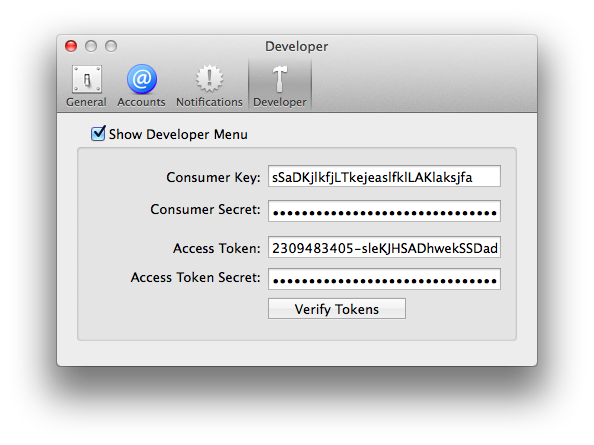 Developer
General Accounts Notifications Developer
Show Developer Menu
Consumer Key: sSaDKjlkfjLTkejeaslfklLAKlaksjfa
Consumer Secret: ●●●●●●●●●●●●●●●●●●●●●●●●●●●●●●
Access Token: 2309483405-sleKJHSADhwekSSDad
Access Token Secret: ●●●●●●●●●●●●●●●●●●●●●●●●●●●●●●
Verify Tokens